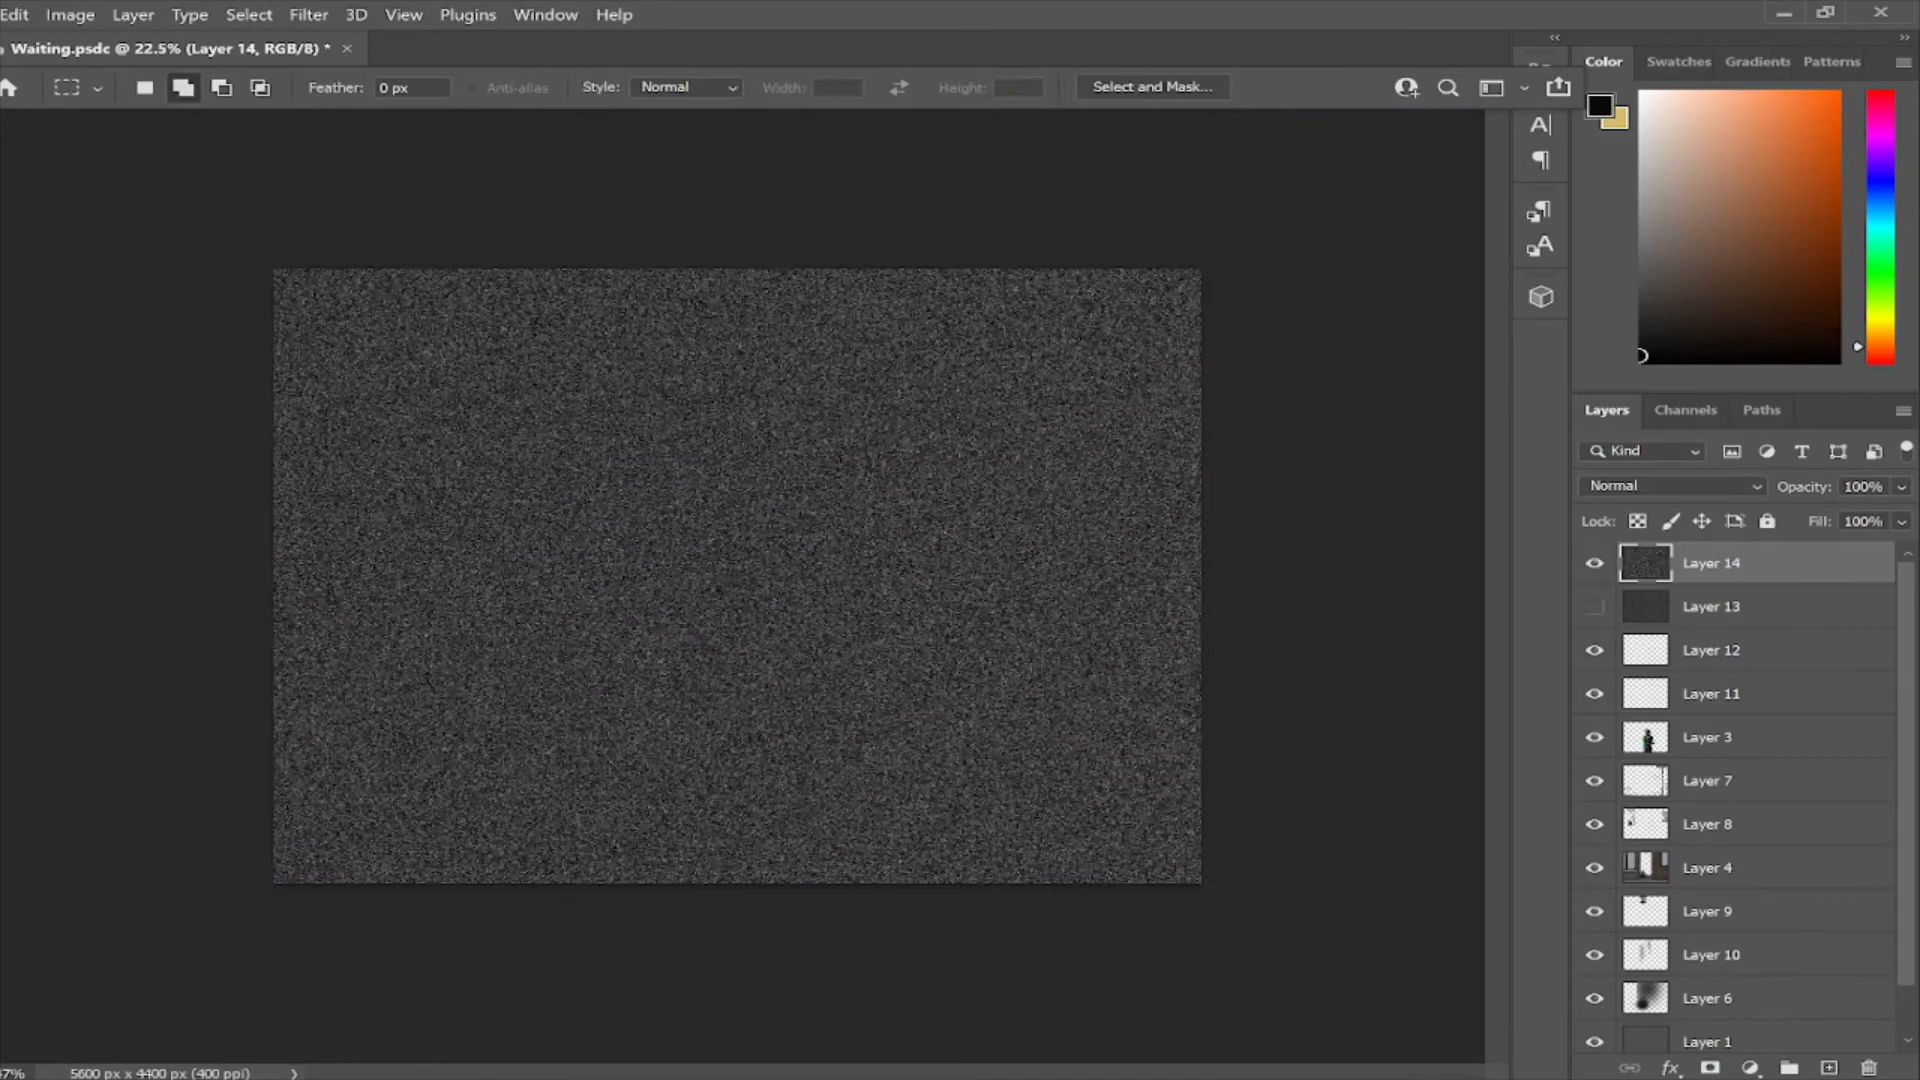 Edit Image Layer Type Select Filter 3D View Plugins Window Help
Waiting.psdc @ 22.5% (Layer 14, RGB/8) * ×
Feather: 0 px Anti-alias Style: Normal Width: Height: Select and Mask...
Color Swatches Gradients Patterns
Layers Channels Paths
Kind
Normal Opacity: 100%
Lock: Fill: 100%
Layer 14
Layer 13
Layer 12
Layer 11
Layer 3
Layer 7
Layer 8
Layer 4
Layer 9
Layer 10
Layer 6
Layer 1
5600 px x 4400 px (400 ppi)